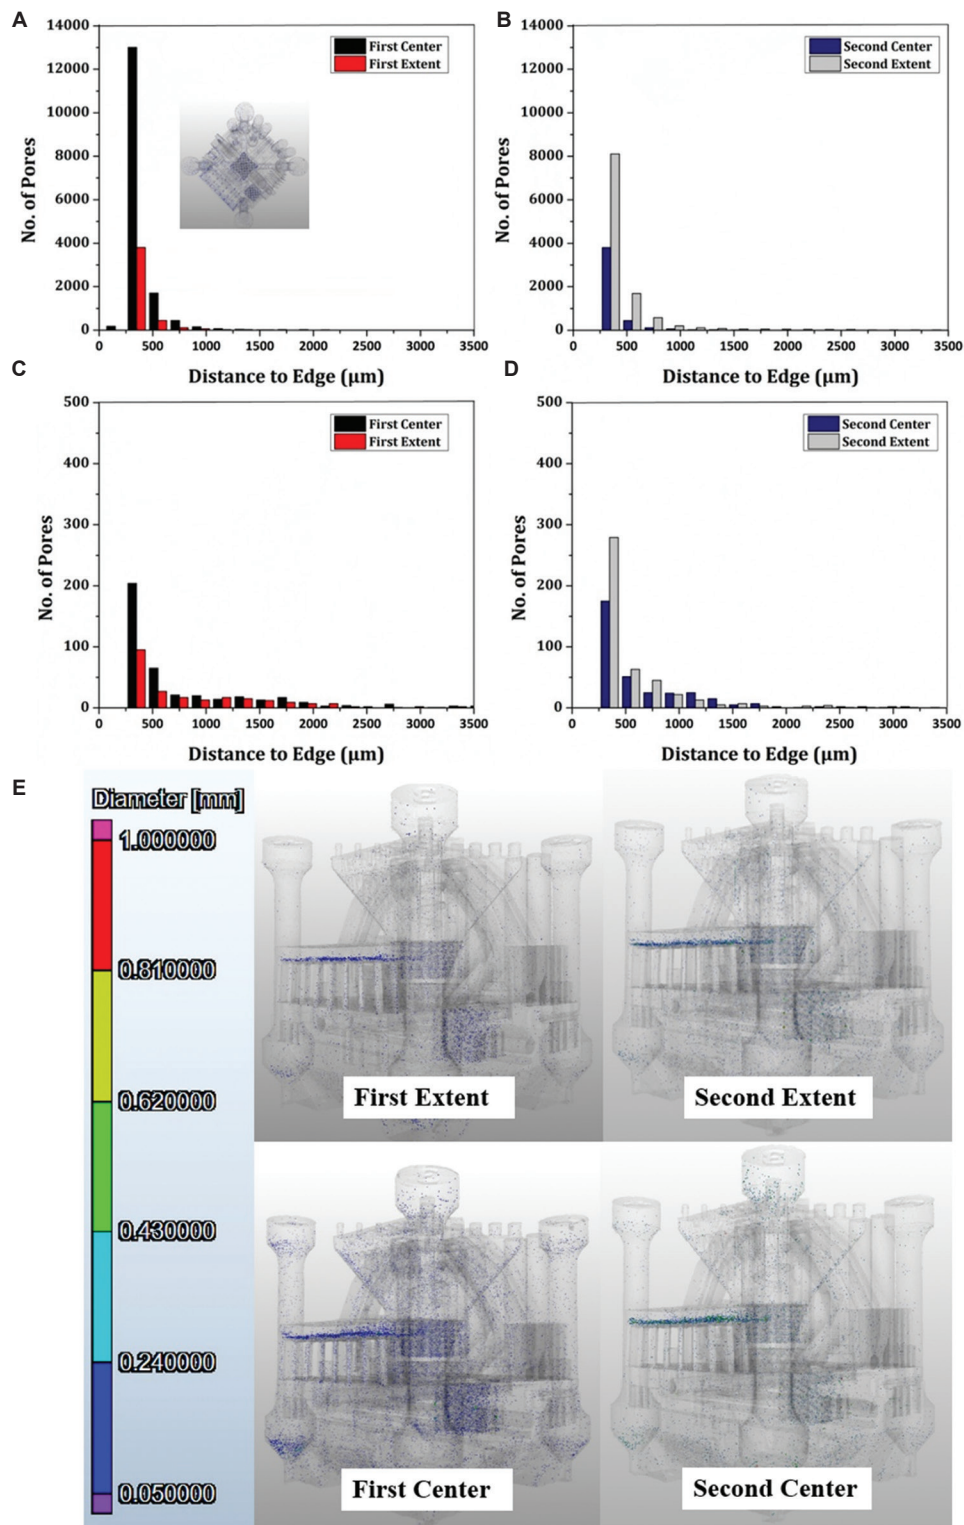 A
14000
12000
10000
8000
6000
4000
2000
0
No. of Pores
First Center
First Extent
0
500
1000
1500
2000
2500
3000
3500
Distance to Edge (μm)
B
14000
12000
10000
8000
6000
4000
2000
0
No. of Pores
Second Center
Second Extent
0
500
1000
1500
2000
2500
3000
3500
Distance to Edge (μm)
C
500
400
300
200
100
0
No. of Pores
First Center
First Extent
0
500
1000
1500
2000
2500
3000
3500
Distance to Edge (μm)
D
500
400
300
200
100
0
No. of Pores
Second Center
Second Extent
0
500
1000
1500
2000
2500
3000
3500
Distance to Edge (μm)
E
Diameter [mm]
1.000000
0.810000
0.620000
0.430000
0.240000
0.050000
First Extent
Second Extent
First Center
Second Center